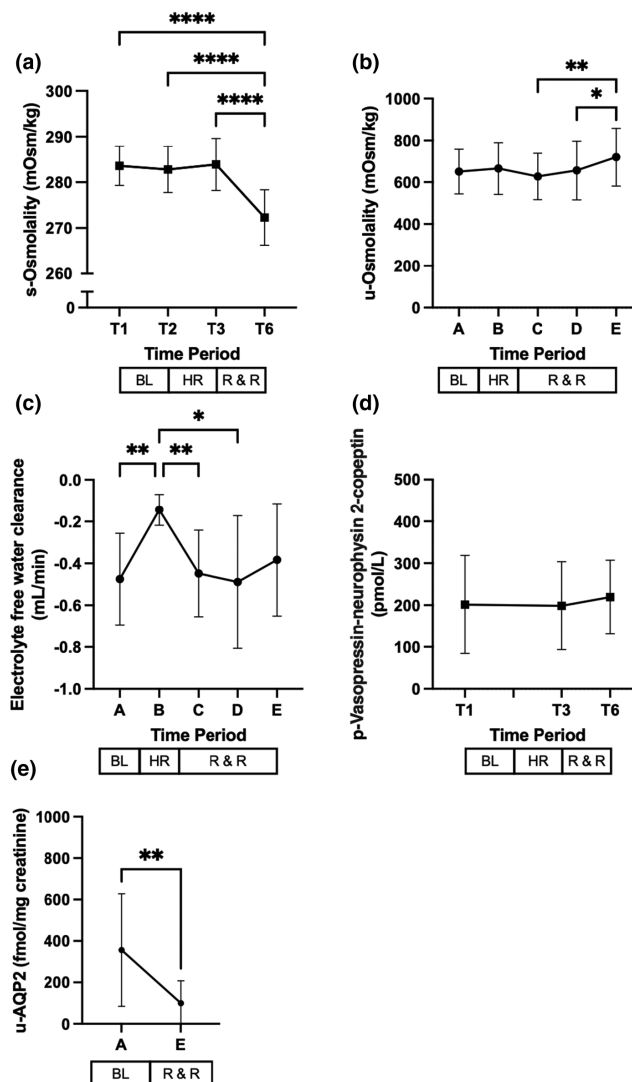 (a)
****
****
****
s-Osmolality (mOsm/kg)
300
290
280
270
260
0
T1 T2 T3 T6
Time Period
BL HR R & R
(b)
**
*
u-Osmolality (mOsm/kg)
1000
800
600
400
200
0
A B C D E
Time Period
BL HR R & R
(c)
*
** **
Electrolyte free water clearance
(mL/min)
0.0
-0.2
-0.4
-0.6
-0.8
-1.0
A B C D E
Time Period
BL HR R & R
(d)
p-Vasopressin-neurophysin 2-copeptin
(pmol/L)
500
400
300
200
100
0
T1 T3 T6
Time Period
BL HR R & R
(e)
**
u-AQP2 (fmol/mg creatinine)
1000
800
600
400
200
0
A E
BL R & R